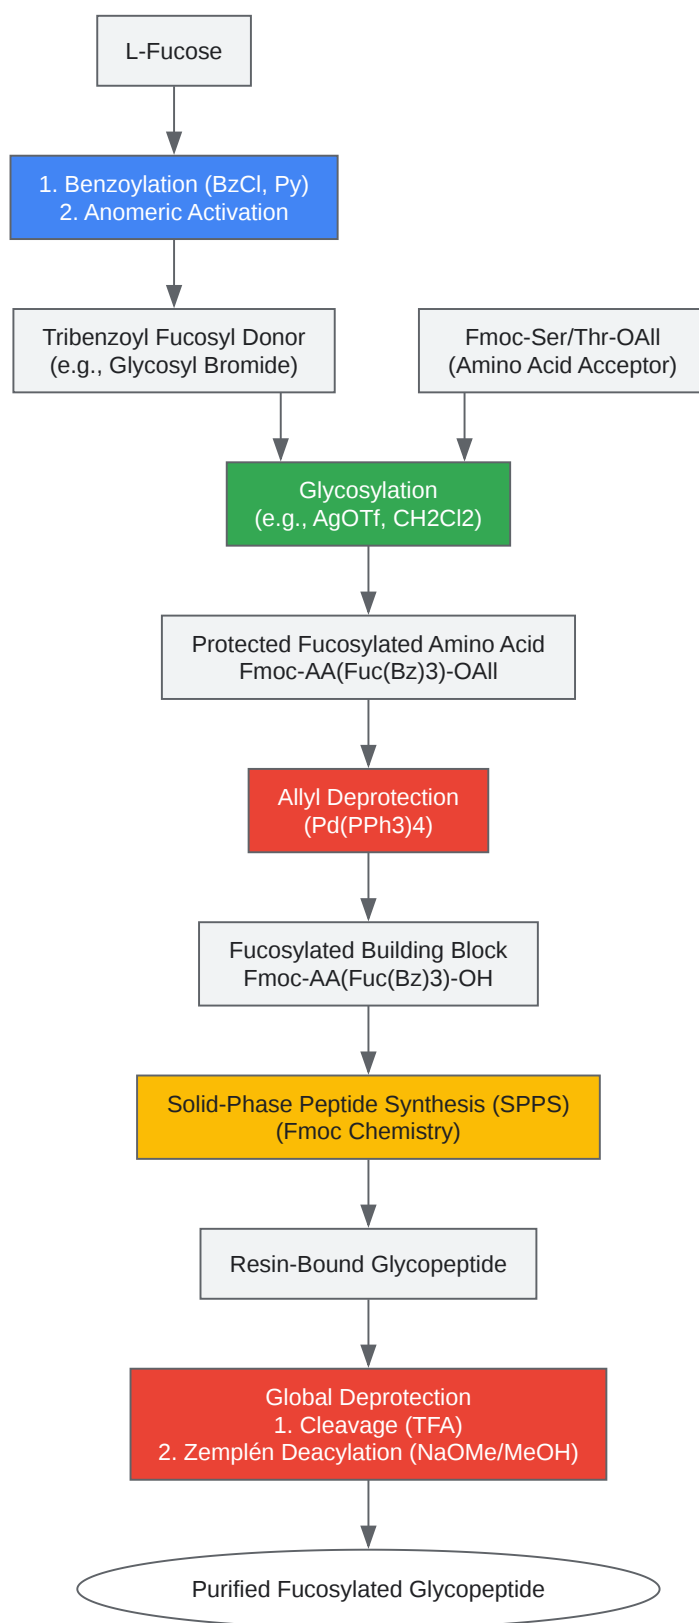 L-Fucose
1. Benzoylation (BzCl, Py)
2. Anomeric Activation
Tribenzoyl Fucosyl Donor
(e.g., Glycosyl Bromide)
Fmoc-Ser/Thr-OAll
(Amino Acid Acceptor)
Glycosylation
(e.g., AgOTf, CH2Cl2)
Protected Fucosylated Amino Acid
Fmoc-AA(Fuc(Bz)3)-OAll
Allyl Deprotection
(Pd(PPh3)4)
Fucosylated Building Block
Fmoc-AA(Fuc(Bz)3)-OH
Solid-Phase Peptide Synthesis (SPPS)
(Fmoc Chemistry)
Resin-Bound Glycopeptide
Global Deprotection
1. Cleavage (TFA)
2. Zemplén Deacylation (NaOMe/MeOH)
Purified Fucosylated Glycopeptide